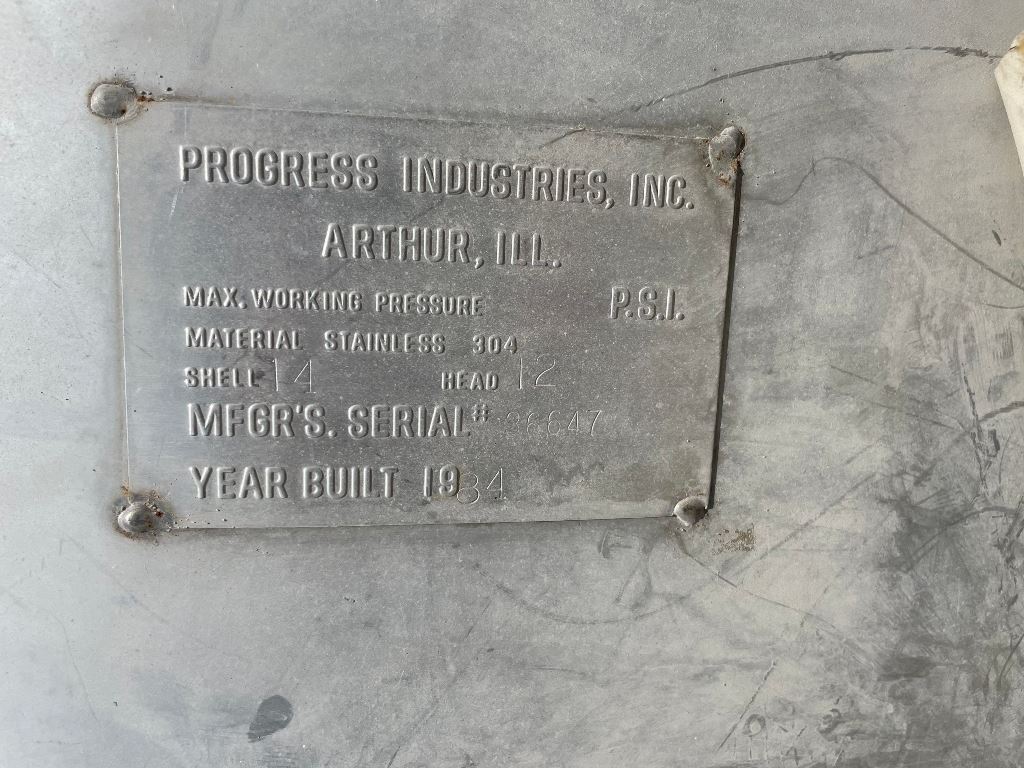 PROGRESS INDUSTRIES, INC.
ARTHUR, ILL.
MAX. WORKING PRESSURE P.S.I.
MATERIAL STAINLESS 304
SHELL 14 HEAD 12
MFGR'S. SERIAL#
YEAR BUILT 1984